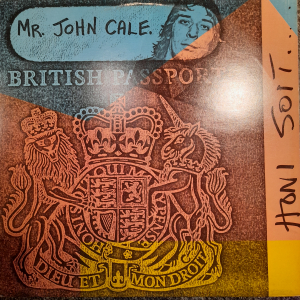 MR. JOHN CALE.
BRITISH PASSPORT
HONI SOIT...
DIEU ET MON DROIT